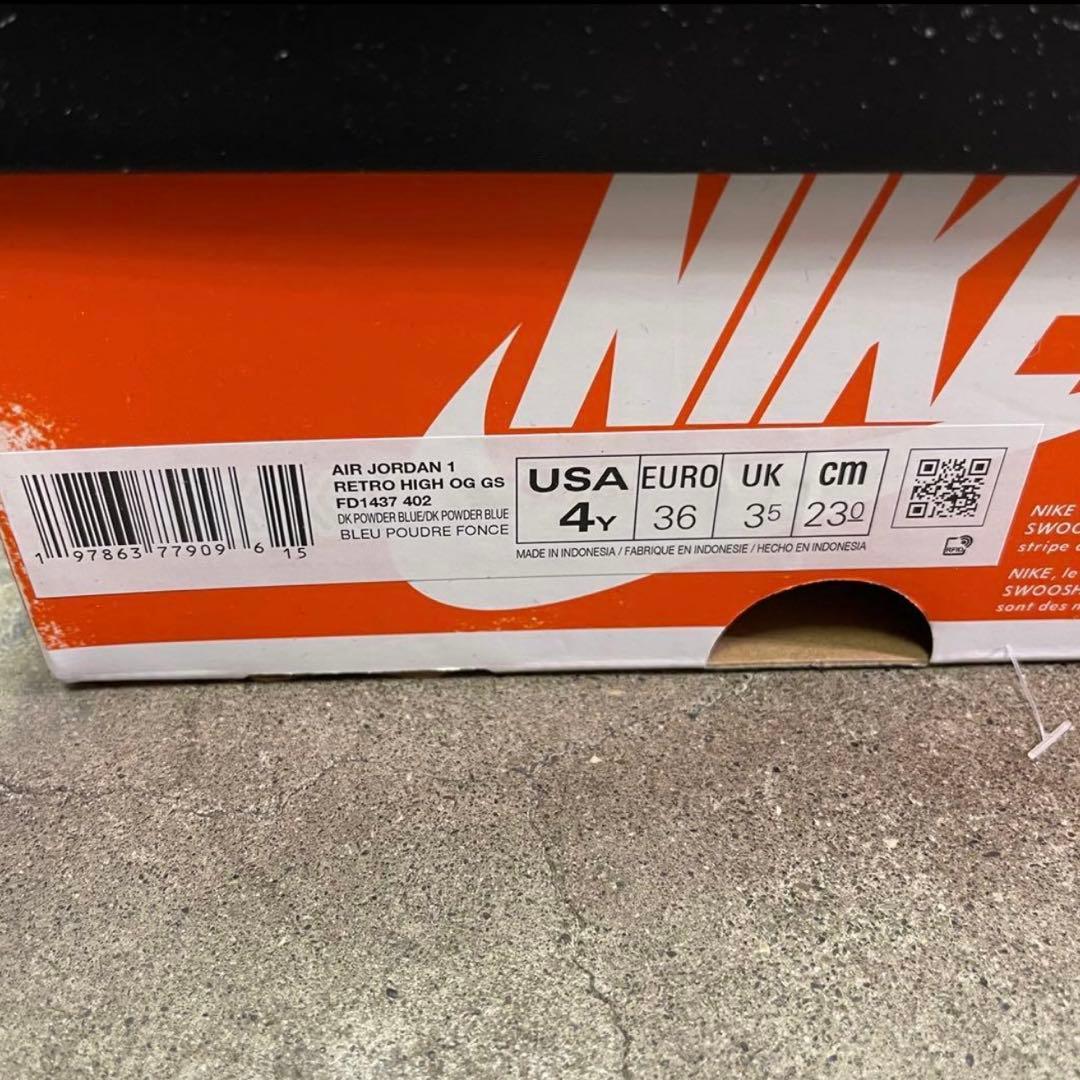 NIKE
AIR JORDAN 1
RETRO HIGH OG GS
FD1437 402
DK POWDER BLUE/DK POWDER BLUE
BLEU POUDRE FONCE
1 97863 77909 6 15
USA EURO UK cm
4Y 36 35 230
MADE IN INDONESIA / FABRIQUE EN INDONESIE / HECHO EN INDONESIA
RFID
NIKE
SWOO
stripe
NIKE, le
SWOOSH
sont des